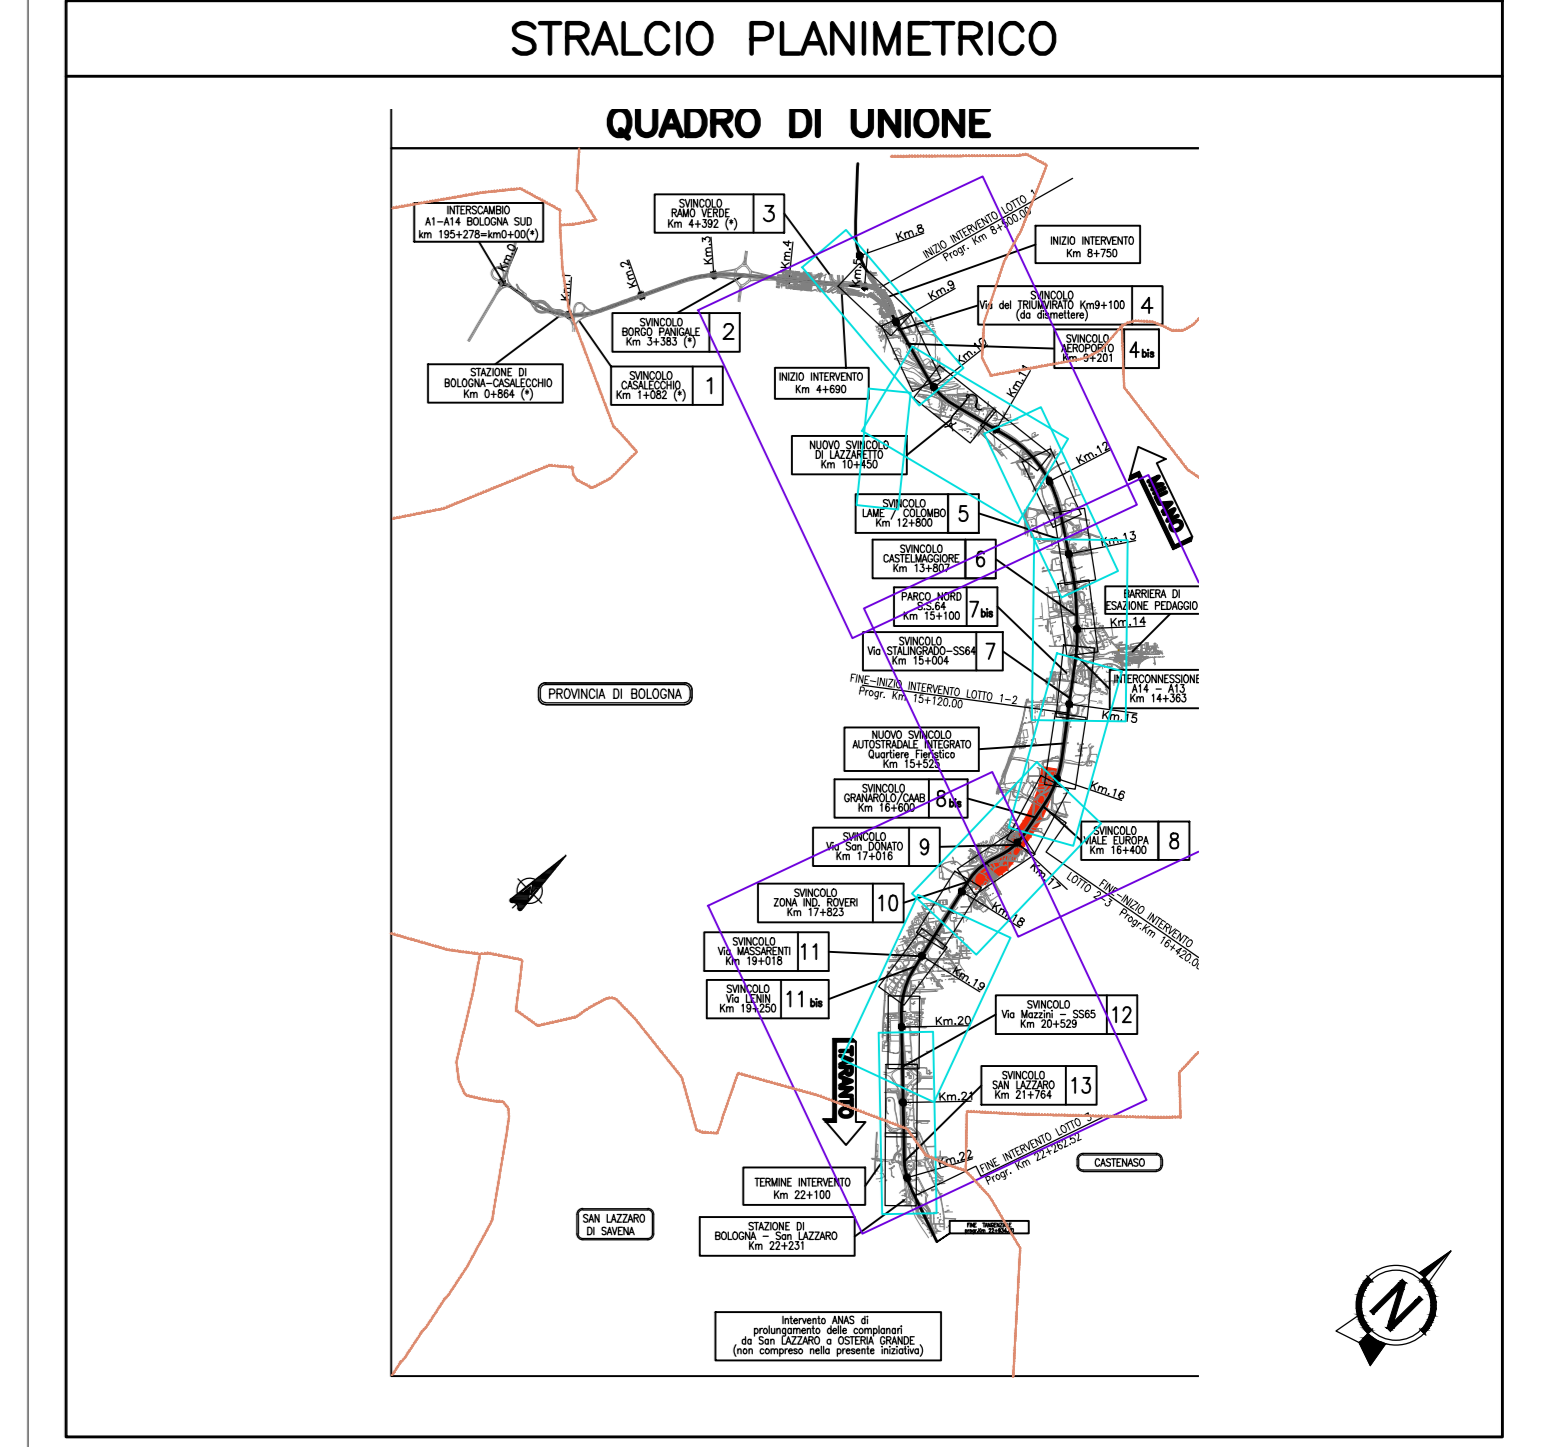 STRALCIO PLANIMETRICO
QUADRO DI UNIONE
INTERSCAMBIO
A1-A14 BOLOGNA SUD
km 195+278=km0+00(*)
SVINCOLO
RAMO VERDE
Km 4+392 (*)
3
Km.0
Km.1
Km.2
Km.3
Km.4
Km.5
Km.8
INIZIO INTERVENTO LOTTO 1
Progr. Km 8+500.00
INIZIO INTERVENTO
Km 8+750
Km.9
SVINCOLO
Via del TRIUMVIRATO Km9+100
(da dismettere)
4
SVINCOLO
BORGO PANIGALE
Km 3+383 (*)
2
SVINCOLO
AEROPORTO
Km 9+201
4bis
Km.10
STAZIONE DI
BOLOGNA-CASALECCHIO
Km 0+864 (*)
SVINCOLO
CASALECCHIO
Km 1+082 (*)
1
INIZIO INTERVENTO
Km 4+690
Km.11
NUOVO SVINCOLO
DI LAZZARETTO
Km 10+450
Km.12
MILANO
SVINCOLO
LAME / COLOMBO
Km 12+800
5
Km.13
SVINCOLO
CASTELMAGGIORE
Km 13+807
6
PARCO NORD
S.S.64
Km 15+100
7bis
BARRIERA DI
ESAZIONE PEDAGGIO
Km.14
SVINCOLO
Via STALINGRADO-SS64
Km 15+004
7
INTERCONNESSIONE
A14 - A13
Km 14+363
PROVINCIA DI BOLOGNA
FINE-INIZIO INTERVENTO LOTTO 1-2
Progr. Km. 15+120.00
Km.15
NUOVO SVINCOLO
AUTOSTRADALE INTEGRATO
Quartiere Fieristico
Km 15+525
SVINCOLO
GRANAROLO/CAAB
Km 16+600
8bis
Km.16
SVINCOLO
Via San DONATO
Km 17+016
9
SVINCOLO
VIALE EUROPA
Km 16+400
8
Km.17
FINE-INIZIO INTERVENTO
LOTTO 2-3 Progr.Km 16+420.00
SVINCOLO
ZONA IND. ROVERI
Km 17+823
10
Km.18
SVINCOLO
Via MASSARENTI
Km 19+018
11
Km.19
SVINCOLO
Via LENIN
Km 19+250
11 bis
SVINCOLO
Via Mazzini - SS65
Km 20+529
12
Km.20
TARANTO
SVINCOLO
SAN LAZZARO
Km 21+764
13
Km.21
FINE INTERVENTO LOTTO 3
Progr. Km 22+262.52
Km.22
CASTENASO
TERMINE INTERVENTO
Km 22+100
SAN LAZZARO
DI SAVENA
STAZIONE DI
BOLOGNA - San LAZZARO
Km 22+231
FINE TANGENZIALE
Intervento ANAS di
prolungamento delle complanari
da San LAZZARO a OSTERIA GRANDE
(non compreso nella presente iniziativa)
N